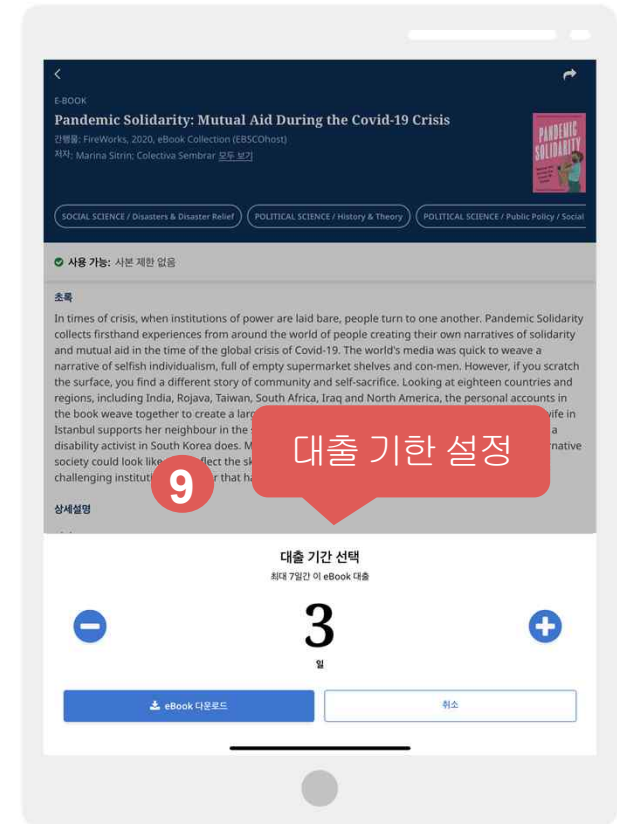 E-BOOK
Pandemic Solidarity: Mutual Aid During the Covid-19 Crisis
간행물: FireWorks, 2020, eBook Collection (EBSCOhost)
저자: Marina Sitrin; Colectiva Sembrar 모두 보기
PANDEMIC
SOLIDARITY
SOCIAL SCIENCE / Disasters & Disaster Relief
POLITICAL SCIENCE / History & Theory
POLITICAL SCIENCE / Public Policy / Social
사용 가능: 사본 제한 없음
초록
In times of crisis, when institutions of power are laid bare, people turn to one another. Pandemic Solidarity
collects firsthand experiences from around the world of people creating their own narratives of solidarity
and mutual aid in the time of the global crisis of Covid-19. The world's media was quick to weave a
narrative of selfish individualism, full of empty supermarket shelves and con-men. However, if you scratch
the surface, you find a different story of community and self-sacrifice. Looking at eighteen countries and
regions, including India, Rojava, Taiwan, South Africa, Iraq and North America, the personal accounts in
the book weave together to create a
Istanbul supports her neighbour in the
disability activist in South Korea does.
society could look like
challenging
대출 기한 설정
9
상세설명
대출 기간 선택
최대 7일간 이 eBook 대출
3
일
eBook 다운로드
취소